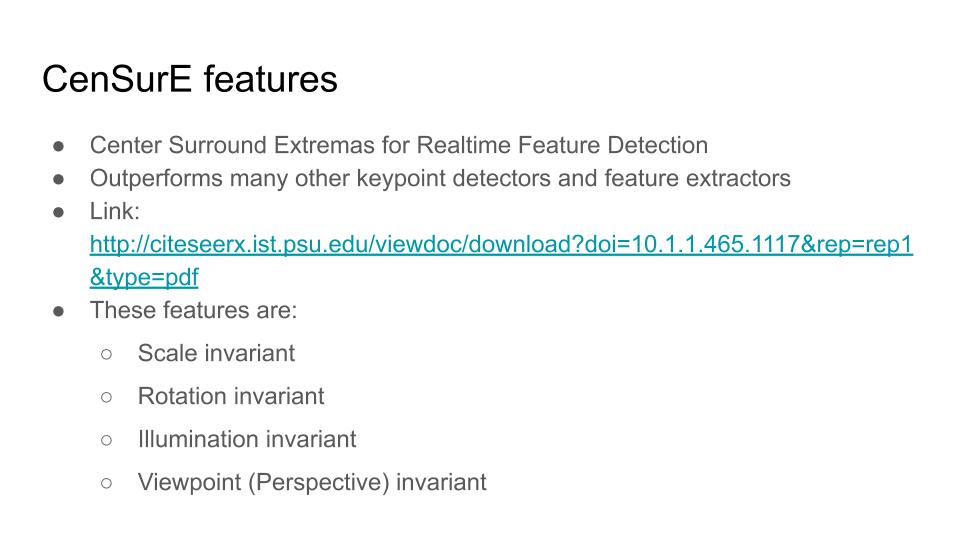 CenSurE features
● Center Surround Extremas for Realtime Feature Detection
● Outperforms many other keypoint detectors and feature extractors
● Link:
http://citeseerx.ist.psu.edu/viewdoc/download?doi=10.1.1.465.1117&rep=rep1
&type=pdf
● These features are:
○ Scale invariant
○ Rotation invariant
○ Illumination invariant
○ Viewpoint (Perspective) invariant